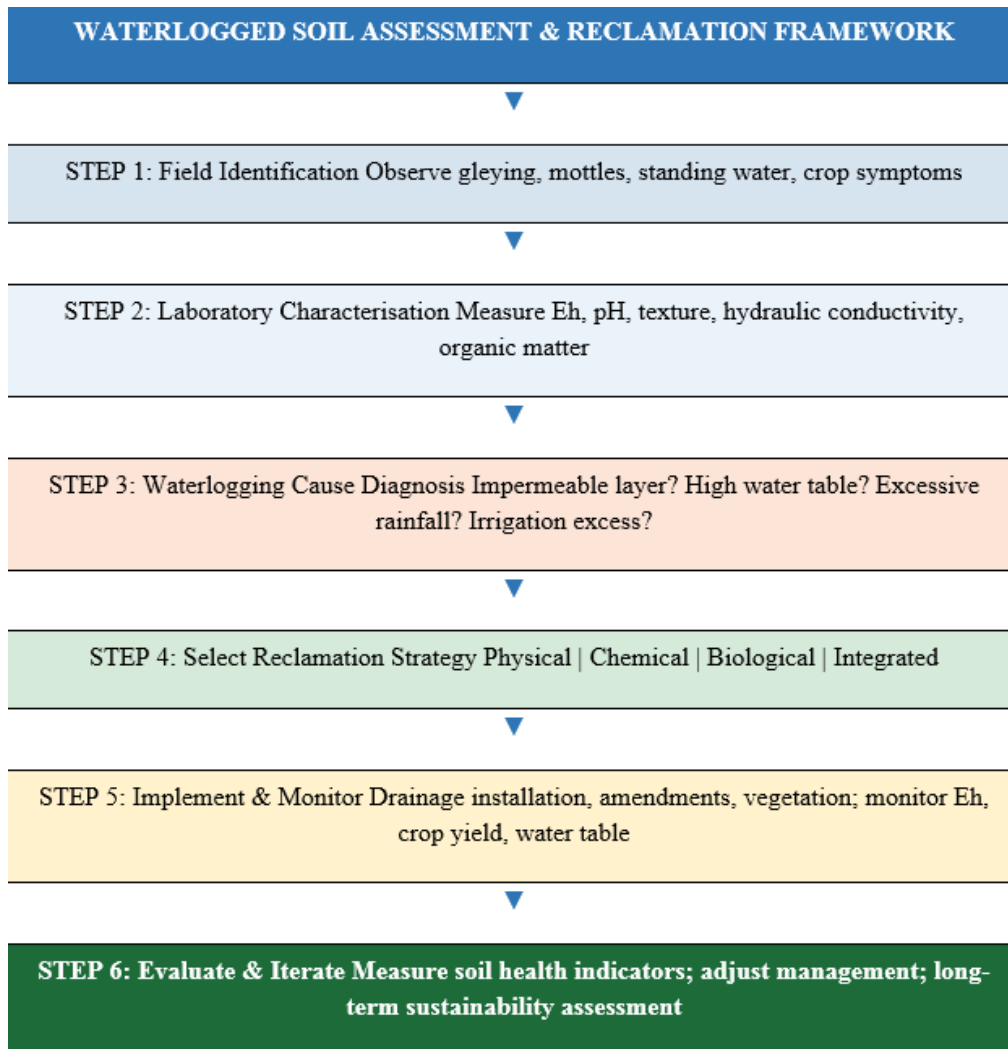 WATERLOGGED SOIL ASSESSMENT & RECLAMATION FRAMEWORK
STEP 1: Field Identification Observe gleying, mottles, standing water, crop symptoms
STEP 2: Laboratory Characterisation Measure Eh, pH, texture, hydraulic conductivity,
organic matter
STEP 3: Waterlogging Cause Diagnosis Impermeable layer? High water table? Excessive
rainfall? Irrigation excess?
STEP 4: Select Reclamation Strategy Physical | Chemical | Biological | Integrated
STEP 5: Implement & Monitor Drainage installation, amendments, vegetation; monitor Eh,
crop yield, water table
STEP 6: Evaluate & Iterate Measure soil health indicators; adjust management; long-
term sustainability assessment